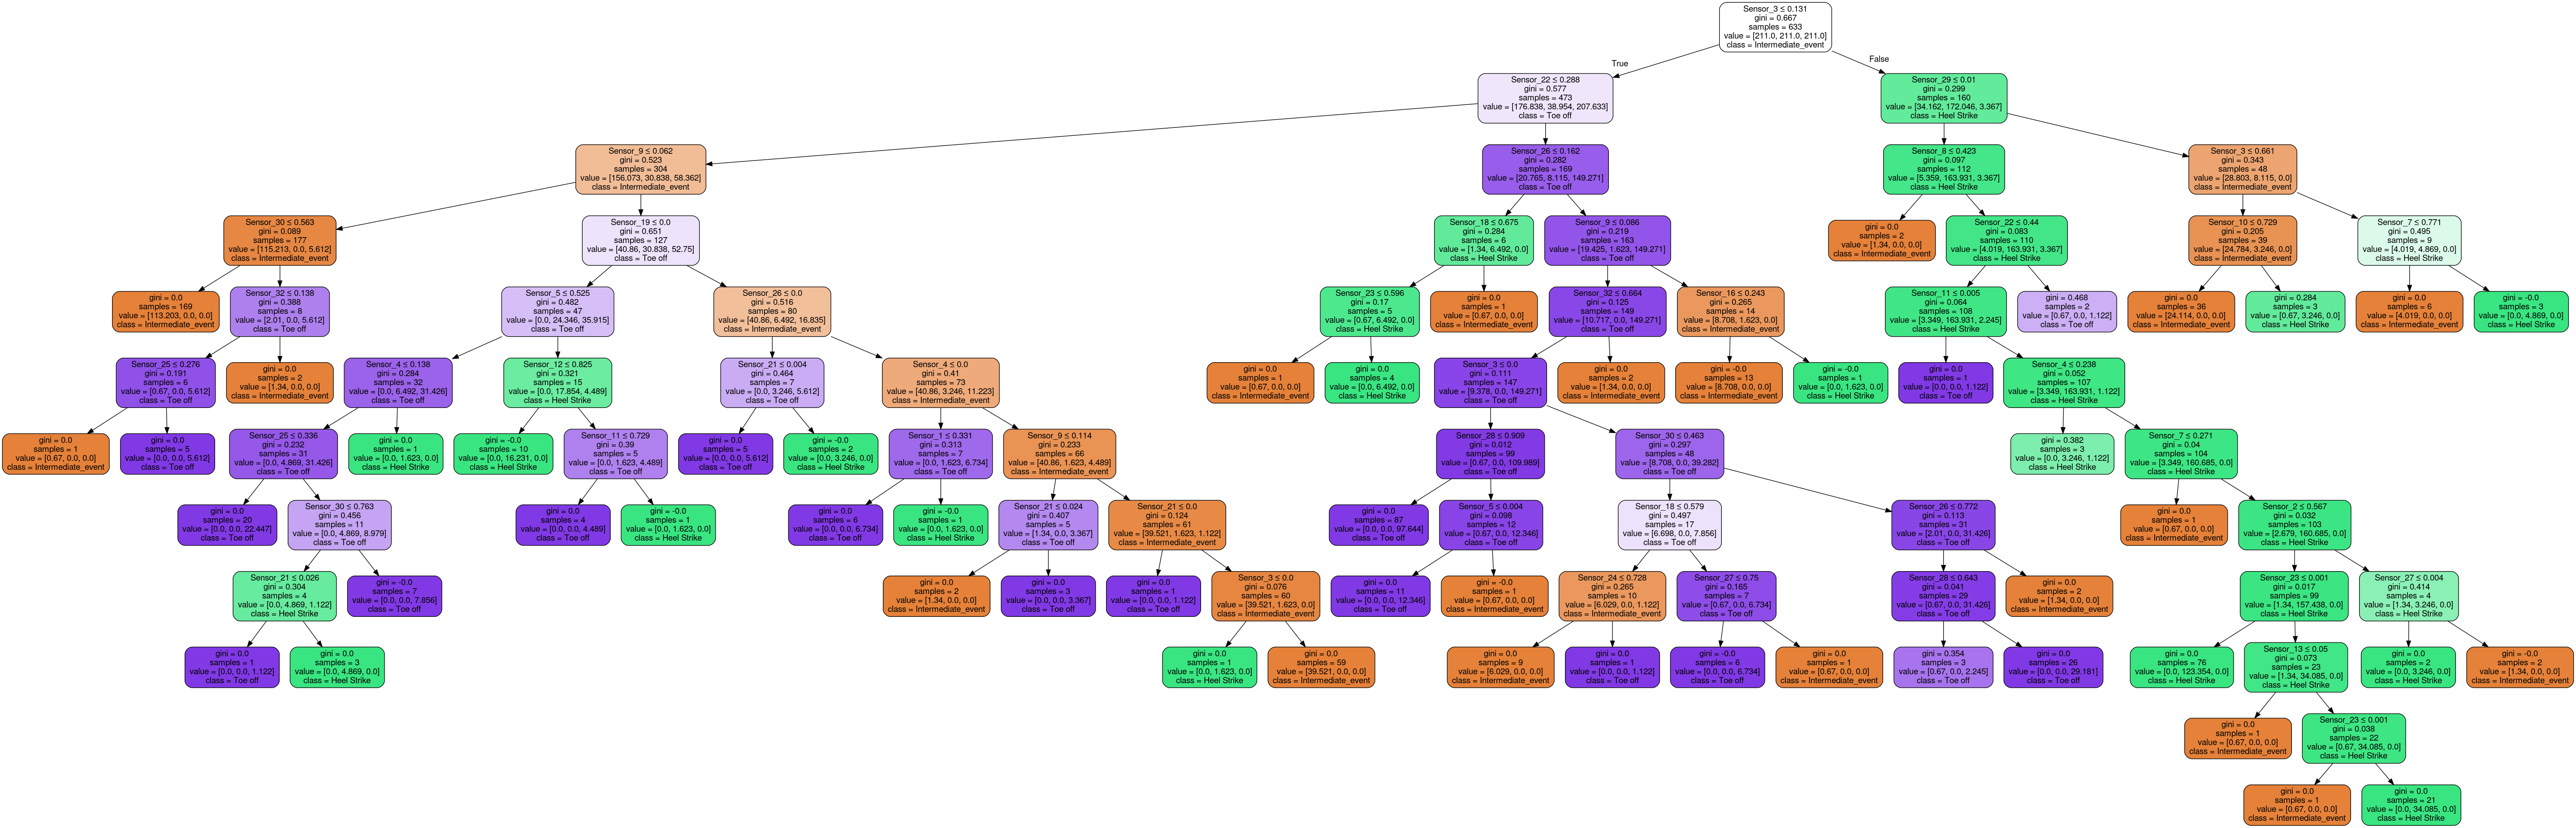 Sensor_3 ≤ 0.131
gini = 0.667
samples = 633
value = [211.0, 211.0, 211.0]
class = Intermediate_event
True
False
Sensor_22 ≤ 0.288
gini = 0.577
samples = 473
value = [176.838, 38.954, 207.633]
class = Toe off
Sensor_29 ≤ 0.01
gini = 0.299
samples = 160
value = [34.162, 172.046, 3.367]
class = Heel Strike
Sensor_9 ≤ 0.062
gini = 0.523
samples = 304
value = [156.073, 30.838, 58.362]
class = Intermediate_event
Sensor_26 ≤ 0.162
gini = 0.282
samples = 169
value = [20.765, 8.115, 149.271]
class = Toe off
Sensor_8 ≤ 0.423
gini = 0.097
samples = 112
value = [5.359, 163.931, 3.367]
class = Heel Strike
Sensor_3 ≤ 0.661
gini = 0.343
samples = 48
value = [28.803, 8.115, 0.0]
class = Intermediate_event
Sensor_30 ≤ 0.563
gini = 0.089
samples = 177
value = [115.213, 0.0, 5.612]
class = Intermediate_event
Sensor_19 ≤ 0.0
gini = 0.651
samples = 127
value = [40.86, 30.838, 52.75]
class = Toe off
Sensor_18 ≤ 0.675
gini = 0.284
samples = 6
value = [1.34, 6.492, 0.0]
class = Heel Strike
Sensor_9 ≤ 0.086
gini = 0.219
samples = 163
value = [19.425, 1.623, 149.271]
class = Toe off
gini = 0.0
samples = 2
value = [1.34, 0.0, 0.0]
class = Intermediate_event
Sensor_22 ≤ 0.44
gini = 0.083
samples = 110
value = [4.019, 163.931, 3.367]
class = Heel Strike
Sensor_10 ≤ 0.729
gini = 0.205
samples = 39
value = [24.784, 3.246, 0.0]
class = Intermediate_event
Sensor_7 ≤ 0.771
gini = 0.495
samples = 9
value = [4.019, 4.869, 0.0]
class = Heel Strike
gini = 0.0
samples = 169
value = [113.203, 0.0, 0.0]
class = Intermediate_event
Sensor_32 ≤ 0.138
gini = 0.388
samples = 8
value = [2.01, 0.0, 5.612]
class = Toe off
Sensor_5 ≤ 0.525
gini = 0.482
samples = 47
value = [0.0, 24.346, 35.915]
class = Toe off
Sensor_26 ≤ 0.0
gini = 0.516
samples = 80
value = [40.86, 6.492, 16.835]
class = Intermediate_event
Sensor_23 ≤ 0.596
gini = 0.17
samples = 5
value = [0.67, 6.492, 0.0]
class = Heel Strike
gini = 0.0
samples = 1
value = [0.67, 0.0, 0.0]
class = Intermediate_event
Sensor_32 ≤ 0.664
gini = 0.125
samples = 149
value = [10.717, 0.0, 149.271]
class = Toe off
Sensor_16 ≤ 0.243
gini = 0.265
samples = 14
value = [8.708, 1.623, 0.0]
class = Intermediate_event
Sensor_11 ≤ 0.005
gini = 0.064
samples = 108
value = [3.349, 163.931, 2.245]
class = Heel Strike
gini = 0.468
samples = 2
value = [0.67, 0.0, 1.122]
class = Toe off
gini = 0.0
samples = 36
value = [24.114, 0.0, 0.0]
class = Intermediate_event
gini = 0.284
samples = 3
value = [0.67, 3.246, 0.0]
class = Heel Strike
gini = 0.0
samples = 6
value = [4.019, 0.0, 0.0]
class = Intermediate_event
gini = -0.0
samples = 3
value = [0.0, 4.869, 0.0]
class = Heel Strike
Sensor_25 ≤ 0.276
gini = 0.191
samples = 6
value = [0.67, 0.0, 5.612]
class = Toe off
gini = 0.0
samples = 2
value = [1.34, 0.0, 0.0]
class = Intermediate_event
Sensor_4 ≤ 0.138
gini = 0.284
samples = 32
value = [0.0, 6.492, 31.426]
class = Toe off
Sensor_12 ≤ 0.825
gini = 0.321
samples = 15
value = [0.0, 17.854, 4.489]
class = Heel Strike
Sensor_21 ≤ 0.004
gini = 0.464
samples = 7
value = [0.0, 3.246, 5.612]
class = Toe off
Sensor_4 ≤ 0.0
gini = 0.41
samples = 73
value = [40.86, 3.246, 11.223]
class = Intermediate_event
gini = 0.0
samples = 1
value = [0.67, 0.0, 0.0]
class = Intermediate_event
gini = 0.0
samples = 4
value = [0.0, 6.492, 0.0]
class = Heel Strike
Sensor_3 ≤ 0.0
gini = 0.111
samples = 147
value = [9.378, 0.0, 149.271]
class = Toe off
gini = 0.0
samples = 2
value = [1.34, 0.0, 0.0]
class = Intermediate_event
gini = -0.0
samples = 13
value = [8.708, 0.0, 0.0]
class = Intermediate_event
gini = -0.0
samples = 1
value = [0.0, 1.623, 0.0]
class = Heel Strike
gini = 0.0
samples = 1
value = [0.0, 0.0, 1.122]
class = Toe off
Sensor_4 ≤ 0.238
gini = 0.052
samples = 107
value = [3.349, 163.931, 1.122]
class = Heel Strike
gini = 0.0
samples = 1
value = [0.67, 0.0, 0.0]
class = Intermediate_event
gini = 0.0
samples = 5
value = [0.0, 0.0, 5.612]
class = Toe off
Sensor_25 ≤ 0.336
gini = 0.232
samples = 31
value = [0.0, 4.869, 31.426]
class = Toe off
gini = 0.0
samples = 1
value = [0.0, 1.623, 0.0]
class = Heel Strike
gini = -0.0
samples = 10
value = [0.0, 16.231, 0.0]
class = Heel Strike
Sensor_11 ≤ 0.729
gini = 0.39
samples = 5
value = [0.0, 1.623, 4.489]
class = Toe off
gini = 0.0
samples = 5
value = [0.0, 0.0, 5.612]
class = Toe off
gini = -0.0
samples = 2
value = [0.0, 3.246, 0.0]
class = Heel Strike
Sensor_1 ≤ 0.331
gini = 0.313
samples = 7
value = [0.0, 1.623, 6.734]
class = Toe off
Sensor_9 ≤ 0.114
gini = 0.233
samples = 66
value = [40.86, 1.623, 4.489]
class = Intermediate_event
Sensor_28 ≤ 0.909
gini = 0.012
samples = 99
value = [0.67, 0.0, 109.989]
class = Toe off
Sensor_30 ≤ 0.463
gini = 0.297
samples = 48
value = [8.708, 0.0, 39.282]
class = Toe off
gini = 0.382
samples = 3
value = [0.0, 3.246, 1.122]
class = Heel Strike
Sensor_7 ≤ 0.271
gini = 0.04
samples = 104
value = [3.349, 160.685, 0.0]
class = Heel Strike
gini = 0.0
samples = 20
value = [0.0, 0.0, 22.447]
class = Toe off
Sensor_30 ≤ 0.763
gini = 0.456
samples = 11
value = [0.0, 4.869, 8.979]
class = Toe off
gini = 0.0
samples = 4
value = [0.0, 0.0, 4.489]
class = Toe off
gini = -0.0
samples = 1
value = [0.0, 1.623, 0.0]
class = Heel Strike
gini = 0.0
samples = 6
value = [0.0, 0.0, 6.734]
class = Toe off
gini = -0.0
samples = 1
value = [0.0, 1.623, 0.0]
class = Heel Strike
Sensor_21 ≤ 0.024
gini = 0.407
samples = 5
value = [1.34, 0.0, 3.367]
class = Toe off
Sensor_21 ≤ 0.0
gini = 0.124
samples = 61
value = [39.521, 1.623, 1.122]
class = Intermediate_event
gini = 0.0
samples = 87
value = [0.0, 0.0, 97.644]
class = Toe off
Sensor_5 ≤ 0.004
gini = 0.098
samples = 12
value = [0.67, 0.0, 12.346]
class = Toe off
Sensor_18 ≤ 0.579
gini = 0.497
samples = 17
value = [6.698, 0.0, 7.856]
class = Toe off
Sensor_26 ≤ 0.772
gini = 0.113
samples = 31
value = [2.01, 0.0, 31.426]
class = Toe off
gini = 0.0
samples = 1
value = [0.67, 0.0, 0.0]
class = Intermediate_event
Sensor_2 ≤ 0.567
gini = 0.032
samples = 103
value = [2.679, 160.685, 0.0]
class = Heel Strike
Sensor_21 ≤ 0.026
gini = 0.304
samples = 4
value = [0.0, 4.869, 1.122]
class = Heel Strike
gini = -0.0
samples = 7
value = [0.0, 0.0, 7.856]
class = Toe off
gini = 0.0
samples = 2
value = [1.34, 0.0, 0.0]
class = Intermediate_event
gini = 0.0
samples = 3
value = [0.0, 0.0, 3.367]
class = Toe off
gini = 0.0
samples = 1
value = [0.0, 0.0, 1.122]
class = Toe off
Sensor_3 ≤ 0.0
gini = 0.076
samples = 60
value = [39.521, 1.623, 0.0]
class = Intermediate_event
gini = 0.0
samples = 11
value = [0.0, 0.0, 12.346]
class = Toe off
gini = -0.0
samples = 1
value = [0.67, 0.0, 0.0]
class = Intermediate_event
Sensor_24 ≤ 0.728
gini = 0.265
samples = 10
value = [6.029, 0.0, 1.122]
class = Intermediate_event
Sensor_27 ≤ 0.75
gini = 0.165
samples = 7
value = [0.67, 0.0, 6.734]
class = Toe off
Sensor_28 ≤ 0.643
gini = 0.041
samples = 29
value = [0.67, 0.0, 31.426]
class = Toe off
gini = 0.0
samples = 2
value = [1.34, 0.0, 0.0]
class = Intermediate_event
Sensor_23 ≤ 0.001
gini = 0.017
samples = 99
value = [1.34, 157.438, 0.0]
class = Heel Strike
Sensor_27 ≤ 0.004
gini = 0.414
samples = 4
value = [1.34, 3.246, 0.0]
class = Heel Strike
gini = 0.0
samples = 1
value = [0.0, 0.0, 1.122]
class = Toe off
gini = 0.0
samples = 3
value = [0.0, 4.869, 0.0]
class = Heel Strike
gini = 0.0
samples = 1
value = [0.0, 1.623, 0.0]
class = Heel Strike
gini = 0.0
samples = 59
value = [39.521, 0.0, 0.0]
class = Intermediate_event
gini = 0.0
samples = 9
value = [6.029, 0.0, 0.0]
class = Intermediate_event
gini = 0.0
samples = 1
value = [0.0, 0.0, 1.122]
class = Toe off
gini = -0.0
samples = 6
value = [0.0, 0.0, 6.734]
class = Toe off
gini = 0.0
samples = 1
value = [0.67, 0.0, 0.0]
class = Intermediate_event
gini = 0.354
samples = 3
value = [0.67, 0.0, 2.245]
class = Toe off
gini = 0.0
samples = 26
value = [0.0, 0.0, 29.181]
class = Toe off
gini = 0.0
samples = 76
value = [0.0, 123.354, 0.0]
class = Heel Strike
Sensor_13 ≤ 0.05
gini = 0.073
samples = 23
value = [1.34, 34.085, 0.0]
class = Heel Strike
gini = 0.0
samples = 2
value = [0.0, 3.246, 0.0]
class = Heel Strike
gini = -0.0
samples = 2
value = [1.34, 0.0, 0.0]
class = Intermediate_event
gini = 0.0
samples = 1
value = [0.67, 0.0, 0.0]
class = Intermediate_event
Sensor_23 ≤ 0.001
gini = 0.038
samples = 22
value = [0.67, 34.085, 0.0]
class = Heel Strike
gini = 0.0
samples = 1
value = [0.67, 0.0, 0.0]
class = Intermediate_event
gini = 0.0
samples = 21
value = [0.0, 34.085, 0.0]
class = Heel Strike